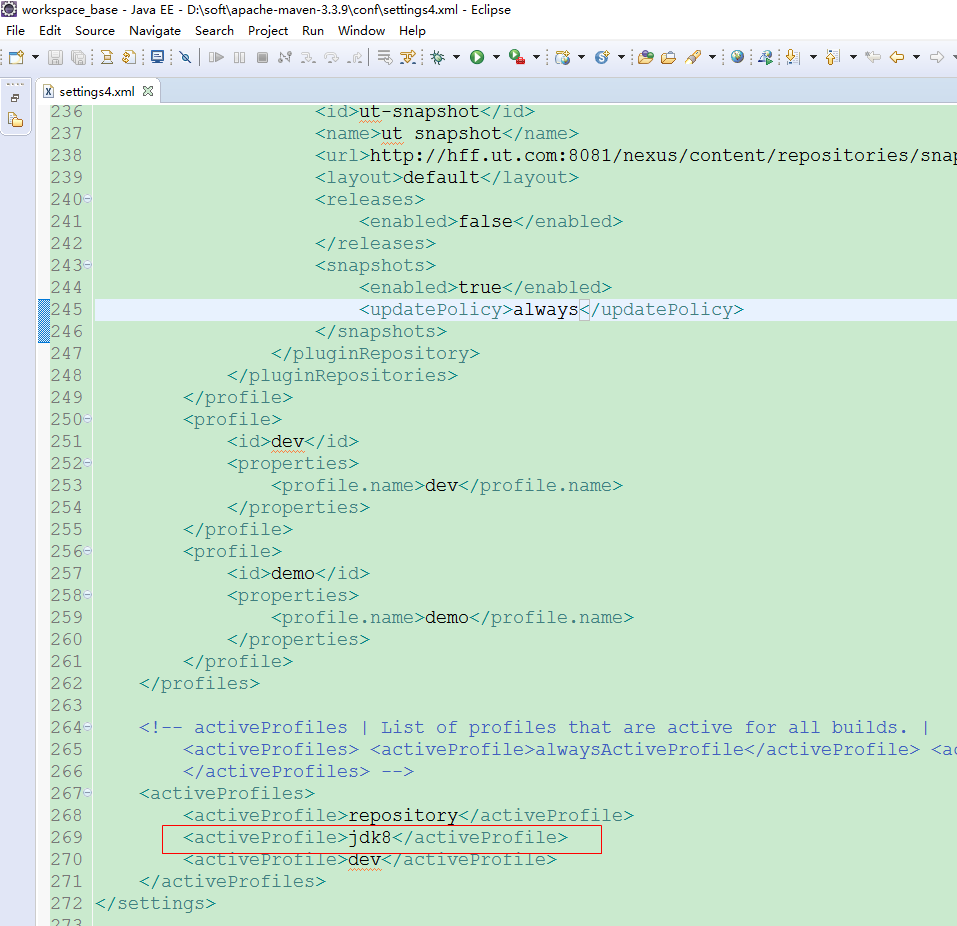 workspace_base - Java EE - D:\soft\apache-maven-3.3.9\conf\settings4.xml - Eclipse
File Edit Source Navigate Search Project Run Window Help
settings4.xml
236 <id>ut-snapshot</id>
237 <name>ut snapshot</name>
238 <url>http://hff.ut.com:8081/nexus/content/repositories/snap
239 <layout>default</layout>
240 <releases>
241 <enabled>false</enabled>
242 </releases>
243 <snapshots>
244 <enabled>true</enabled>
245 <updatePolicy>always</updatePolicy>
246 </snapshots>
247 </pluginRepository>
248 </pluginRepositories>
249 </profile>
250 <profile>
251 <id>dev</id>
252 <properties>
253 <profile.name>dev</profile.name>
254 </properties>
255 </profile>
256 <profile>
257 <id>demo</id>
258 <properties>
259 <profile.name>demo</profile.name>
260 </properties>
261 </profile>
262 </profiles>
263
264 <!-- activeProfiles | List of profiles that are active for all builds. |
265 <activeProfiles> <activeProfile>alwaysActiveProfile</activeProfile> <ac
266 </activeProfiles> -->
267 <activeProfiles>
268 <activeProfile>repository</activeProfile>
269 <activeProfile>jdk8</activeProfile>
270 <activeProfile>dev</activeProfile>
271 </activeProfiles>
272 </settings>
273